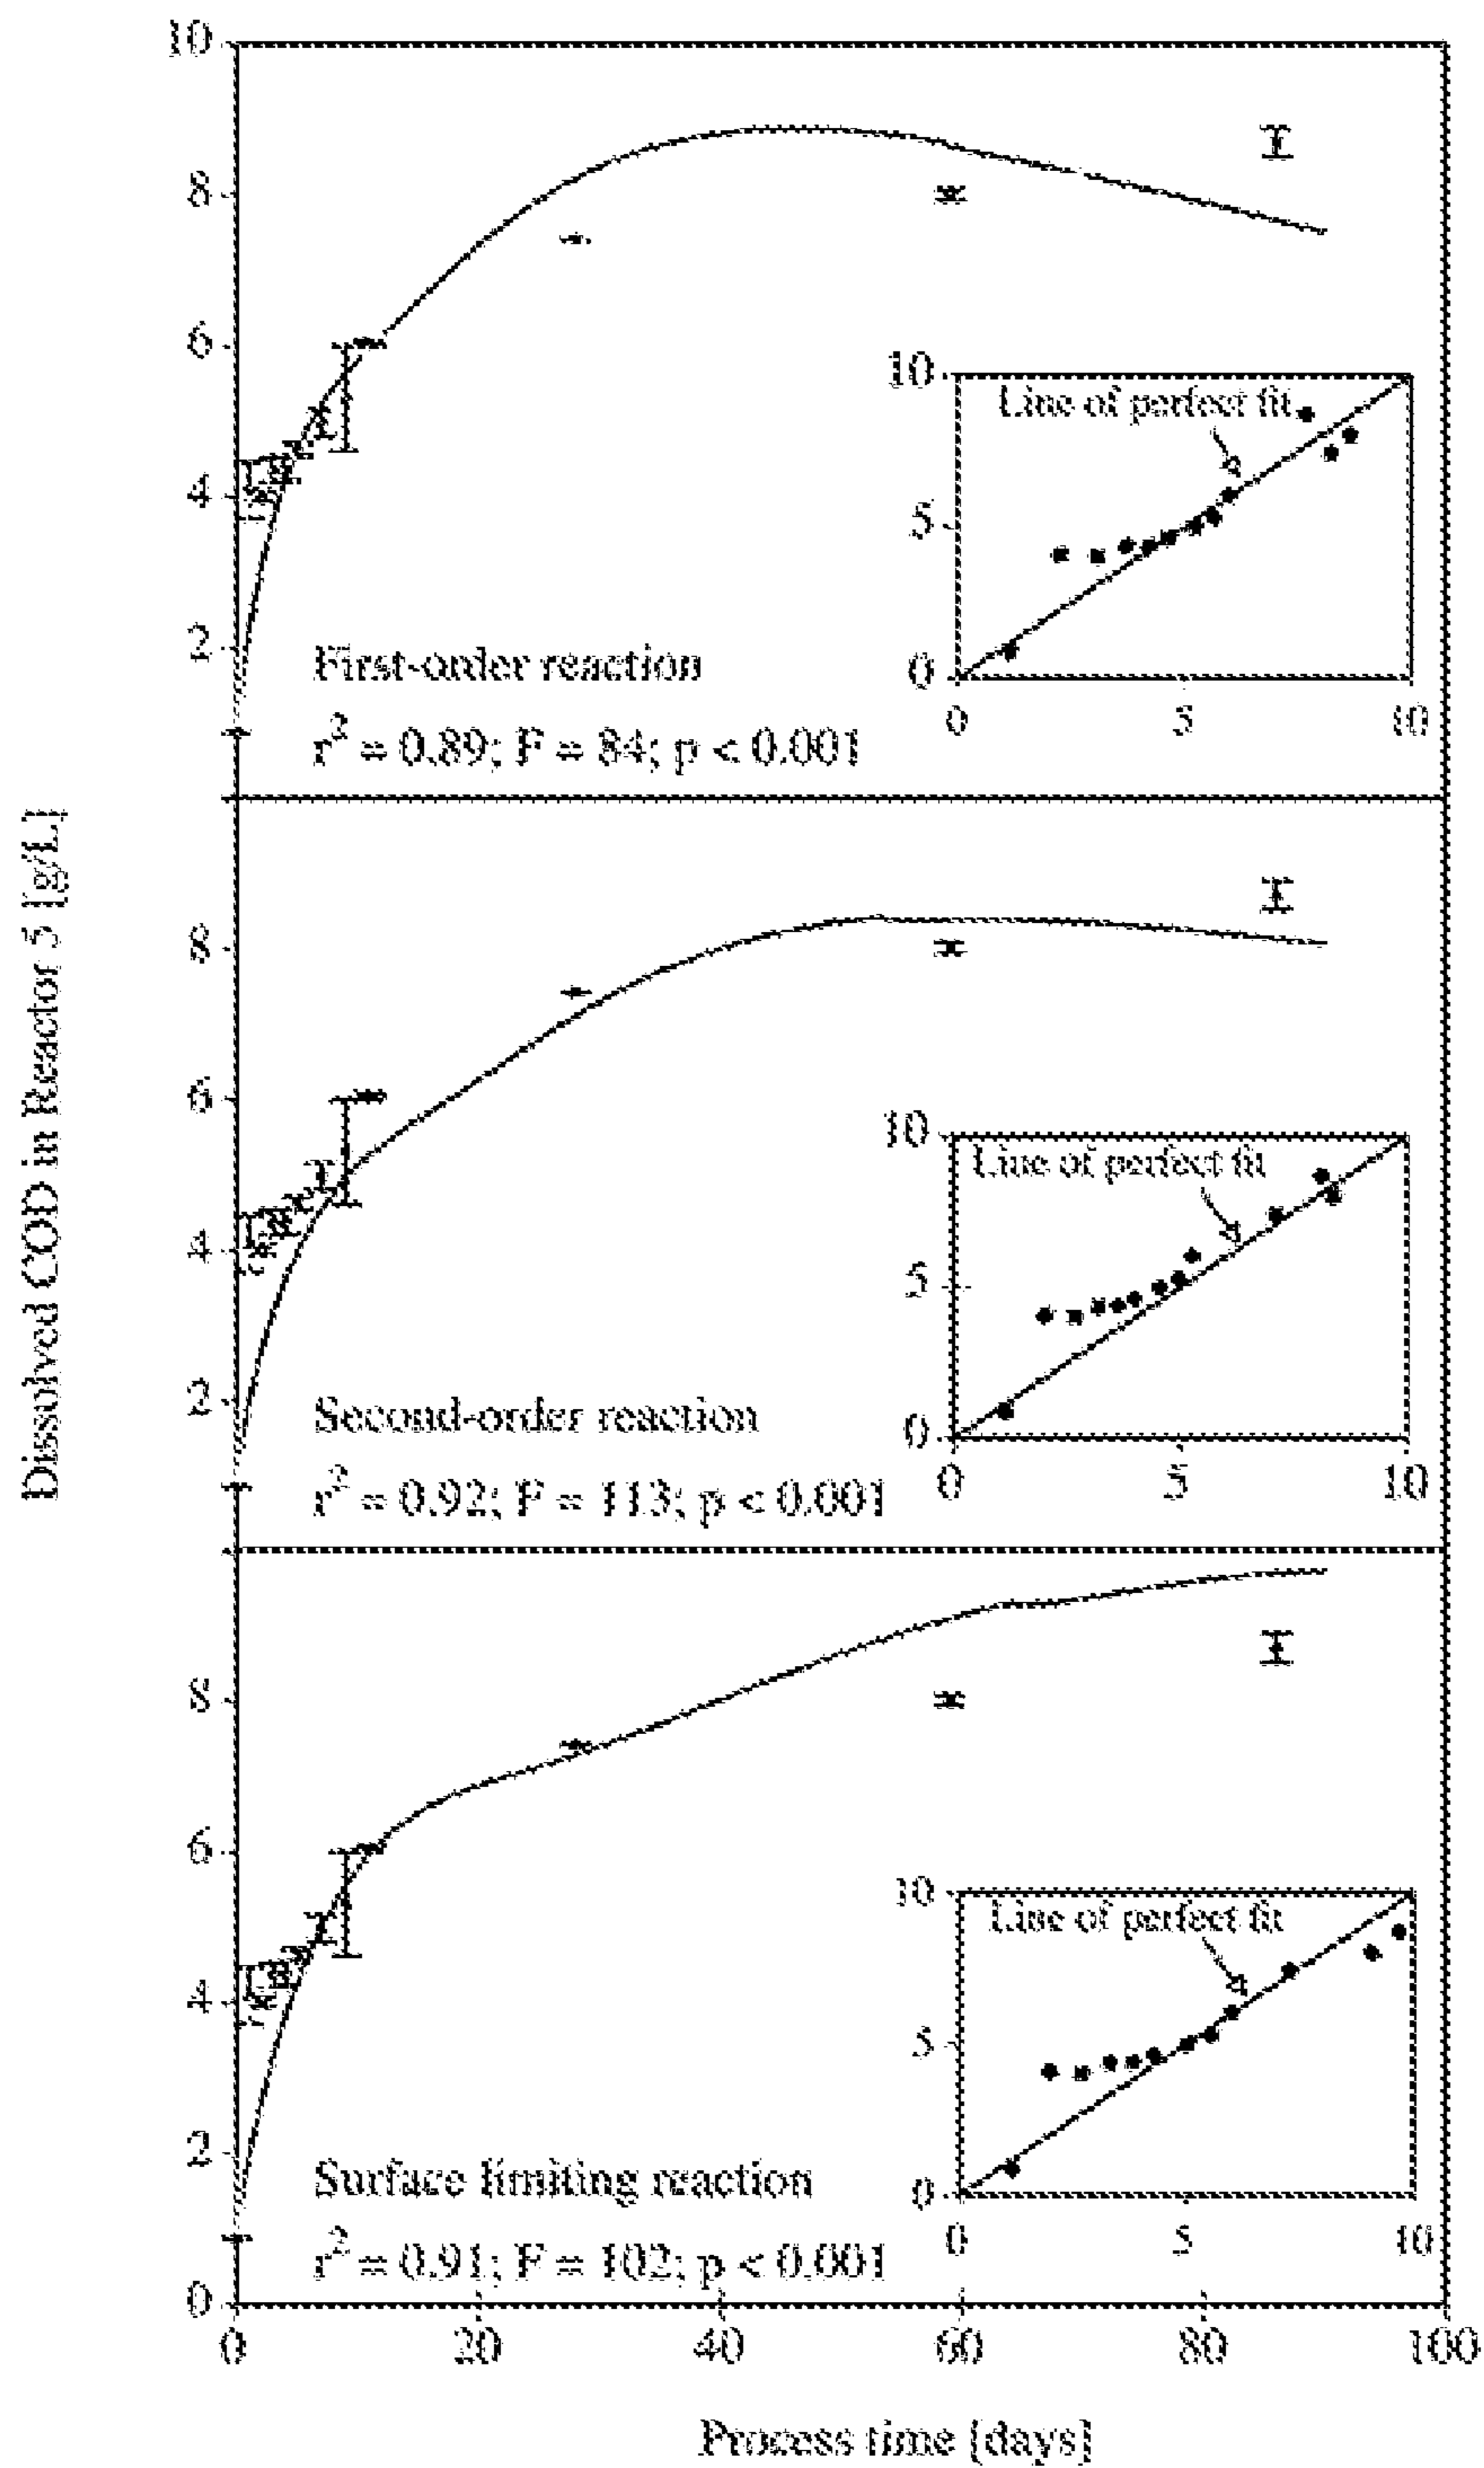 Dissolved COD in Reactor 5 [g/L]
10
8
6
4
2
First-order reaction
r² = 0.89; F = 84; p < 0.001
10
5
0
Line of perfect fit
0 5 10
8
6
4
2
Second-order reaction
r² = 0.92; F = 113; p < 0.001
10
5
0
Line of perfect fit
0 5 10
8
6
4
2
0
Surface limiting reaction
r² = 0.91; F = 102; p < 0.001
10
5
0
Line of perfect fit
0 5 10
0 20 40 60 80 100
Process time [days]